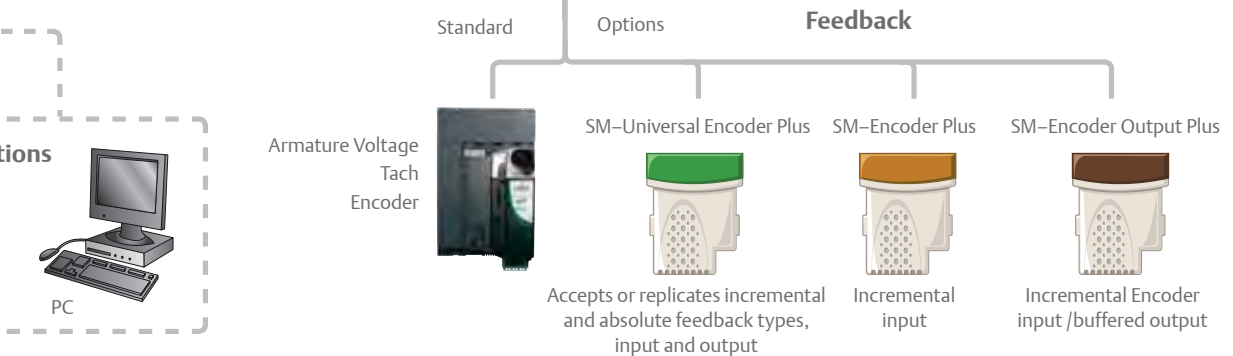 Standard
Options
Feedback
tions
PC
Armature Voltage
Tach
Encoder
SM–Universal Encoder Plus
Accepts or replicates incremental
and absolute feedback types,
input and output
SM–Encoder Plus
Incremental
input
SM–Encoder Output Plus
Incremental Encoder
input /buffered output